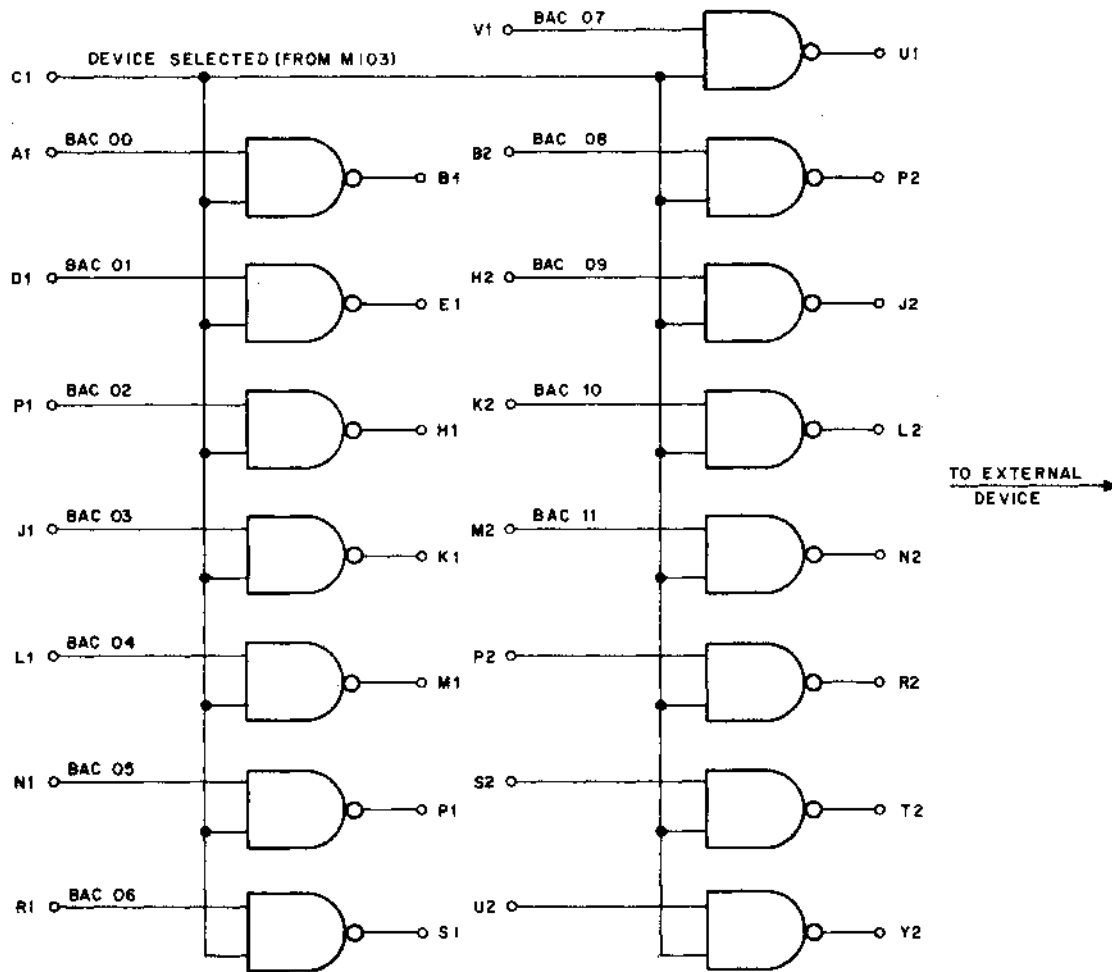 V1 BAC 07 U1
C1 DEVICE SELECTED (FROM M103)
A1 BAC 00 B1
B2 BAC 08 P2
D1 BAC 01 E1
H2 BAC 09 J2
P1 BAC 02 H1
K2 BAC 10 L2
TO EXTERNAL
DEVICE
J1 BAC 03 K1
M2 BAC 11 N2
L1 BAC 04 M1
P2 R2
N1 BAC 05 P1
S2 T2
R1 BAC 06 S1
U2 Y2